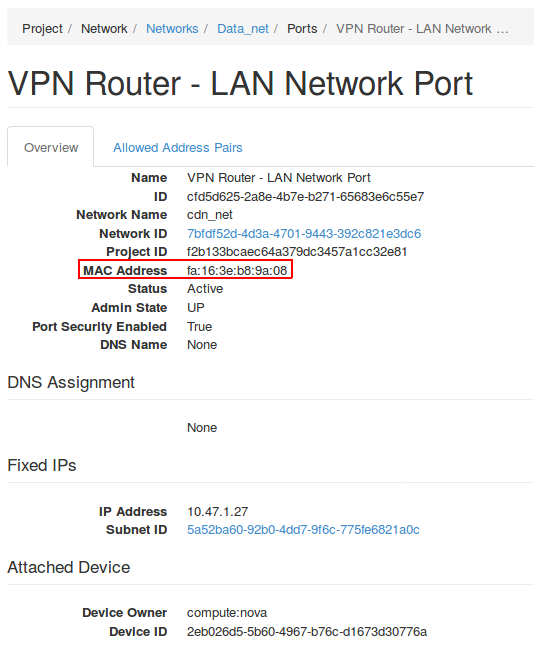 Project / Network / Networks / Data_net / Ports / VPN Router - LAN Network ...
VPN Router - LAN Network Port
Overview Allowed Address Pairs
Name VPN Router - LAN Network Port
ID cfd5d625-2a8e-4b7e-b271-65683e6c55e7
Network Name cdn_net
Network ID 7bfdf52d-4d3a-4701-9443-392c821e3dc6
Project ID f2b133bcaec64a379dc3457a1cc32e81
MAC Address fa:16:3e:b8:9a:08
Status Active
Admin State UP
Port Security Enabled True
DNS Name None
DNS Assignment
None
Fixed IPs
IP Address 10.47.1.27
Subnet ID 5a52ba60-92b0-4dd7-9f6c-775fe6821a0c
Attached Device
Device Owner compute:nova
Device ID 2eb026d5-5b60-4967-b76c-d1673d30776a